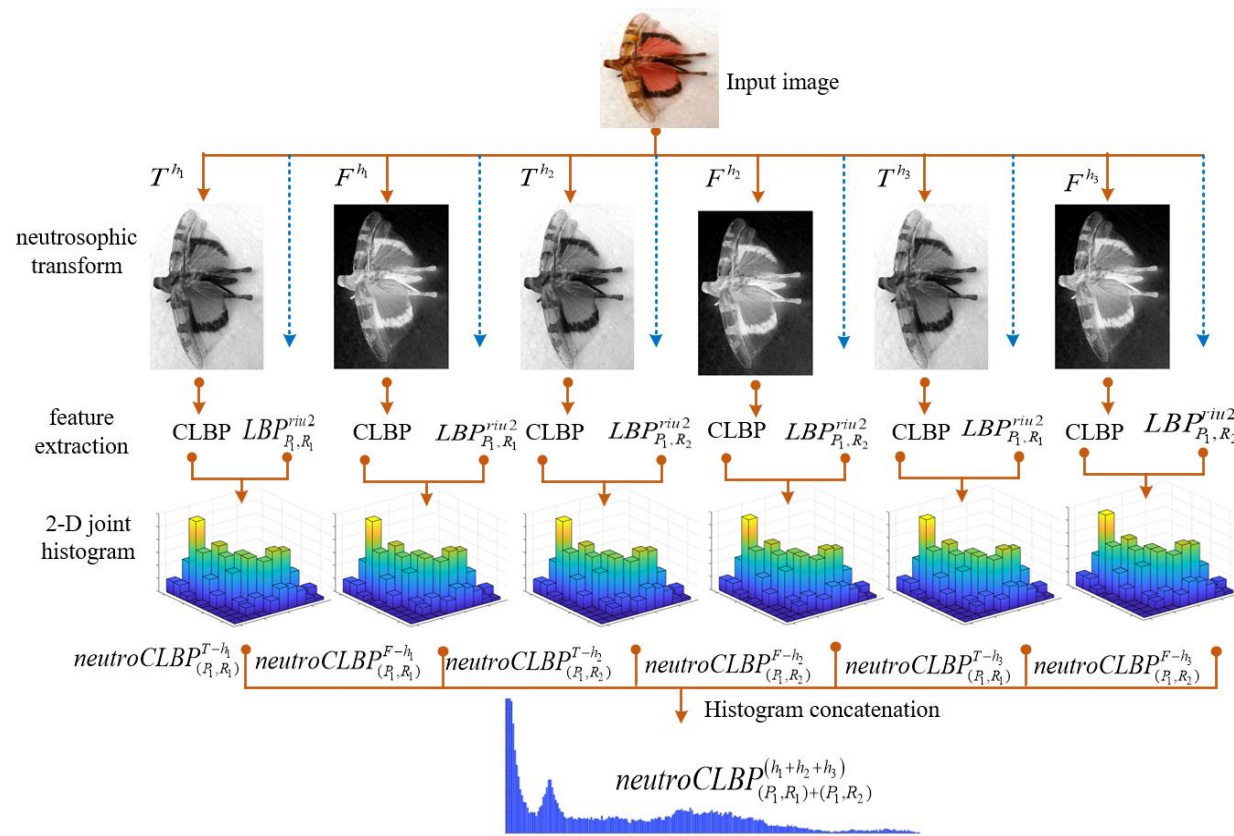 Input image
T^{h_1} F^{h_1} T^{h_2} F^{h_2} T^{h_3} F^{h_3}
neutrosophic
transform
feature
extraction
CLBP LBP^{riu2}_{P_1,R_1} CLBP LBP^{riu2}_{P_1,R_1} CLBP LBP^{riu2}_{P_1,R_2} CLBP LBP^{riu2}_{P_1,R_2} CLBP LBP^{riu2}_{P_1,R_1} CLBP LBP^{riu2}_{P_1,R_2}
2-D joint
histogram
neutroCLBP^{T-h_1}_{(P_1,R_1)} neutroCLBP^{F-h_1}_{(P_1,R_1)} neutroCLBP^{T-h_2}_{(P_1,R_2)} neutroCLBP^{F-h_2}_{(P_1,R_2)} neutroCLBP^{T-h_3}_{(P_1,R_1)} neutroCLBP^{F-h_3}_{(P_1,R_2)}
Histogram concatenation
neutroCLBP^{(h_1+h_2+h_3)}_{(P_1,R_1)+(P_1,R_2)}